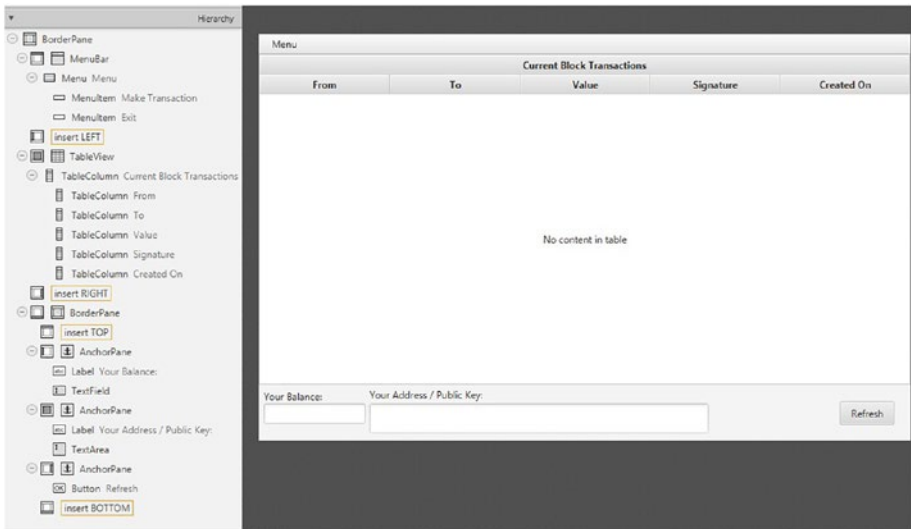 Hierarchy
BorderPane
MenuBar
Menu Menu
MenuItem Make Transaction
MenuItem Exit
insert LEFT
TableView
TableColumn Current Block Transactions
TableColumn From
TableColumn To
TableColumn Value
TableColumn Signature
TableColumn Created On
insert RIGHT
BorderPane
insert TOP
AnchorPane
abc Label Your Balance:
TextField
AnchorPane
abc Label Your Address / Public Key:
TextArea
AnchorPane
OK Button Refresh
insert BOTTOM
Menu
Current Block Transactions
From To Value Signature Created On
No content in table
Your Balance: Your Address / Public Key:
Refresh